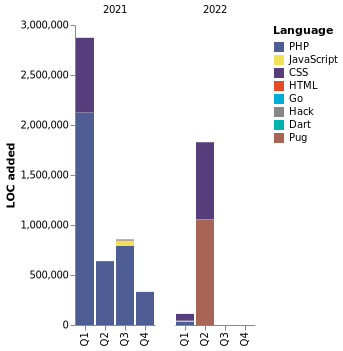 2021
2022
LOC added
3,000,000
2,500,000
2,000,000
1,500,000
1,000,000
500,000
0
Q1
Q2
Q3
Q4
Q1
Q2
Q3
Q4
Language
PHP
JavaScript
CSS
HTML
Go
Hack
Dart
Pug